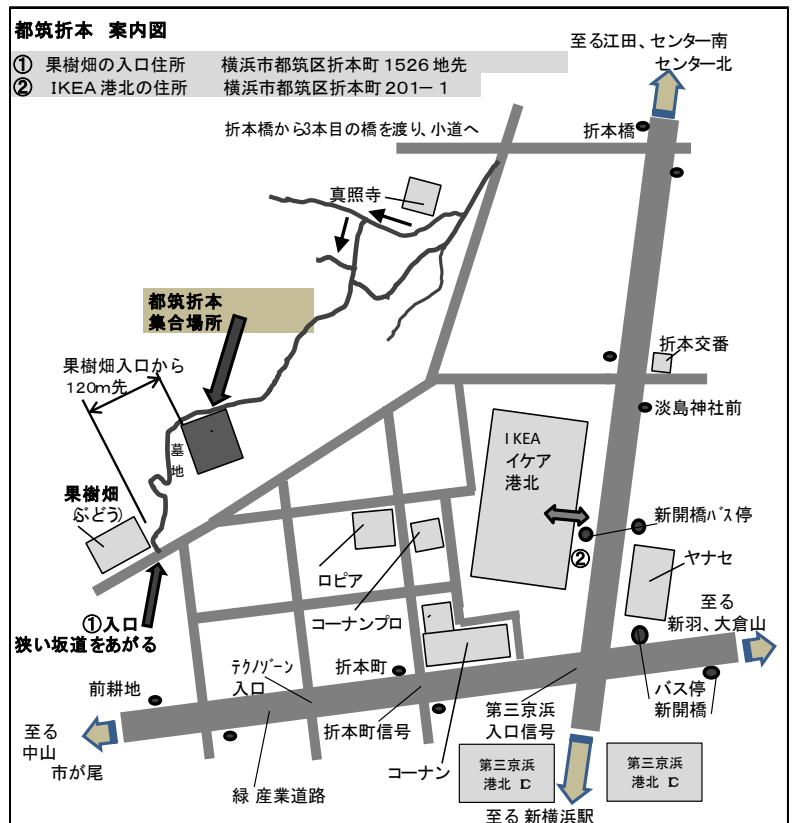 都筑折本 案内図
① 果樹畑の入口住所 横浜市都筑区折本町1526地先
② IKEA港北の住所 横浜市都筑区折本町201－1
至る江田、センター南
センター北
折本橋から3本目の橋を渡り、小道へ
折本橋
真照寺
都筑折本
集合場所
折本交番
果樹畑入口から
120m先
淡島神社前
IKEA
イケア
港北
墓地
果樹畑
(ぶどう)
新開橋バス停
②
ヤナセ
ロピア
コーナンプロ
至る
新羽、大倉山
①入口
狭い坂道をあがる
テクノゾーン
入口
折本町
前耕地
バス停
新開橋
第三京浜
入口信号
折本町信号
至る
中山
市が尾
コーナン
第三京浜
港北 IC
第三京浜
港北 IC
緑 産業道路
至る 新横浜駅